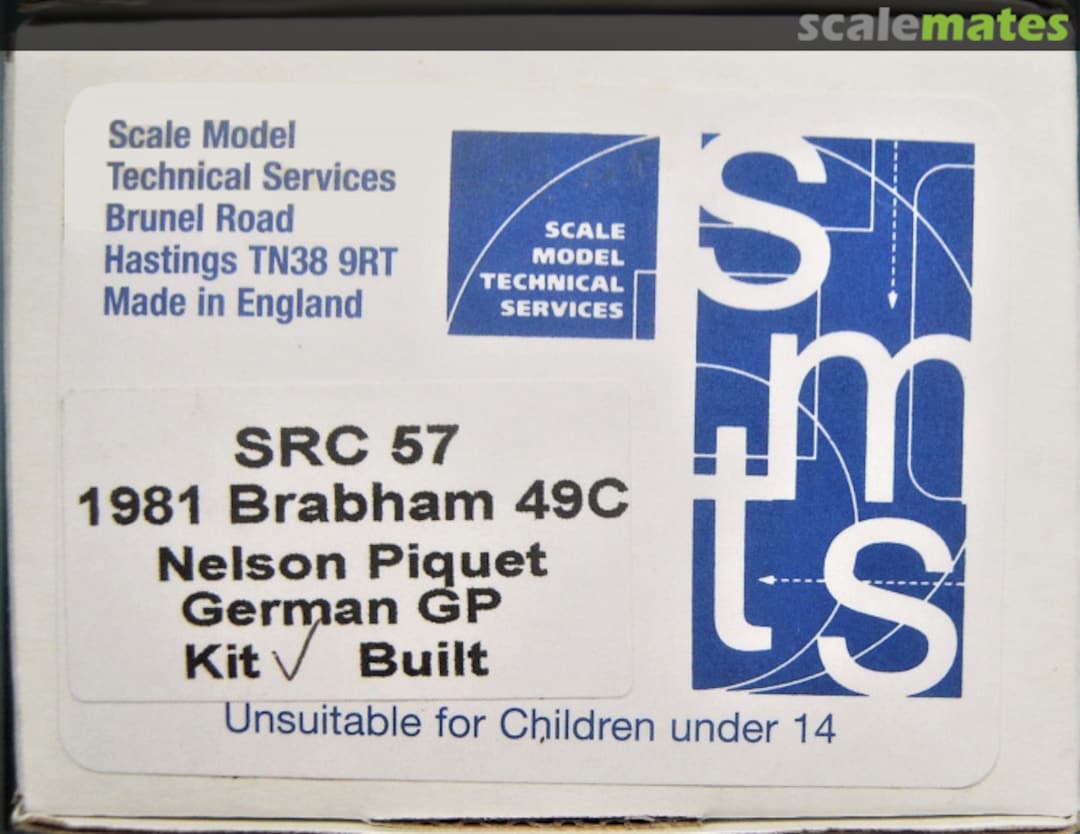 scalemates
Scale Model
Technical Services
Brunel Road
Hastings TN38 9RT
Made in England
SCALE
MODEL
TECHNICAL
SERVICES
s
m
t
s
SRC 57
1981 Brabham 49C
Nelson Piquet
German GP
Kit ✓ Built
Unsuitable for Children under 14